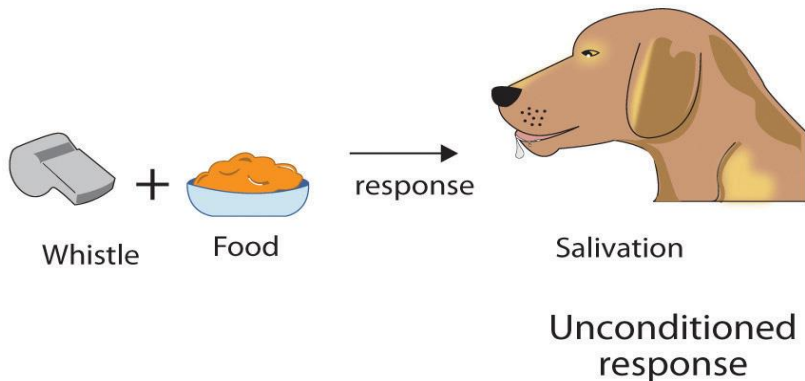 +
response
Whistle
Food
Salivation
Unconditioned
response